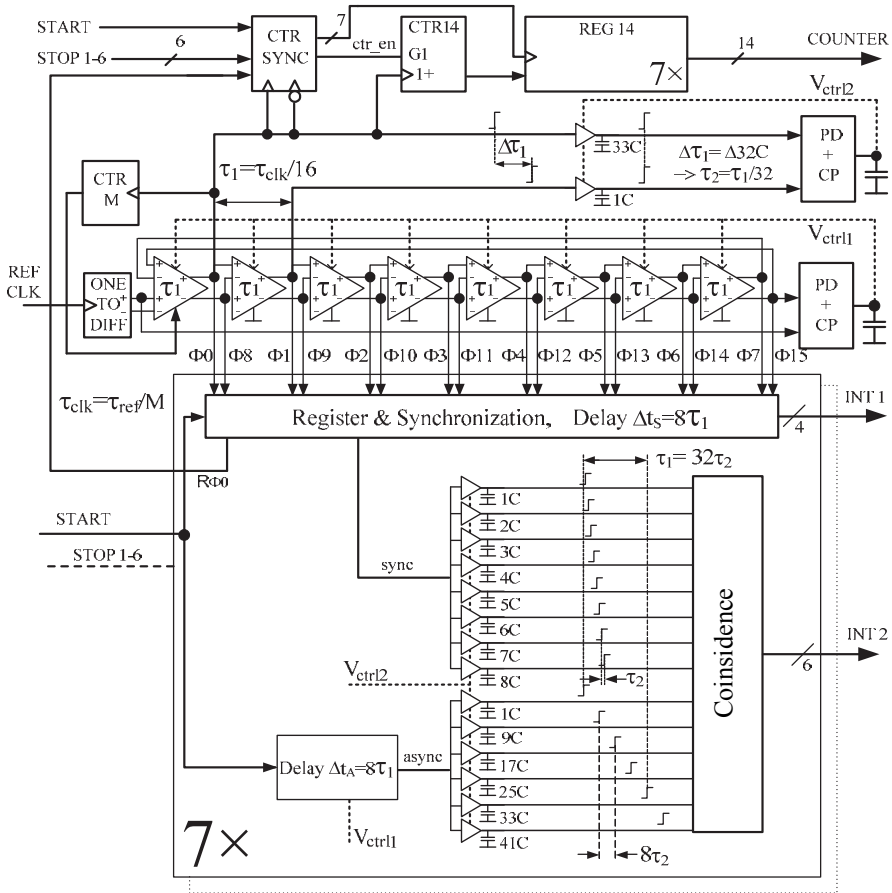 START
STOP 1-6
6
CTR
SYNC
7
ctr_en
CTR14
G1
1+
REG 14
7×
14
COUNTER
Vctrl2
Δτ1
33C
1C
Δτ1= Δ32C
–> τ2=τ1/32
PD
+
CP
τ1=τclk/16
CTR
M
Vctrl1
REF
CLK
ONE
TO
DIFF
+
−
τ1 τ1 τ1 τ1 τ1 τ1 τ1 τ1
PD
+
CP
Φ0 Φ8 Φ1 Φ9 Φ2 Φ10 Φ3 Φ11 Φ4 Φ12 Φ5 Φ13 Φ6 Φ14 Φ7 Φ15
τclk=τref/M
Register & Synchronization, Delay ΔtS=8τ1
4
INT 1
RΦ0
τ1= 32τ2
START
STOP 1-6
sync
1C
2C
3C
4C
5C
6C
7C
8C
τ2
Vctrl2
Coinsidence
6
INT 2
Delay ΔtA=8τ1
async
1C
9C
17C
25C
33C
41C
Vctrl1
8τ2
7×